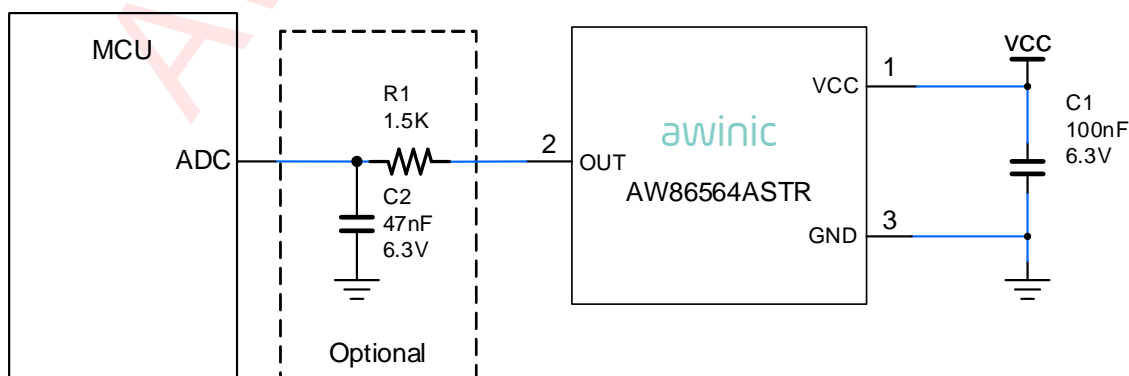 MCU
ADC
R1
1.5K
C2
47nF
6.3V
Optional
2
OUT
awinic
AW86564ASTR
VCC
1
GND
3
VCC
C1
100nF
6.3V